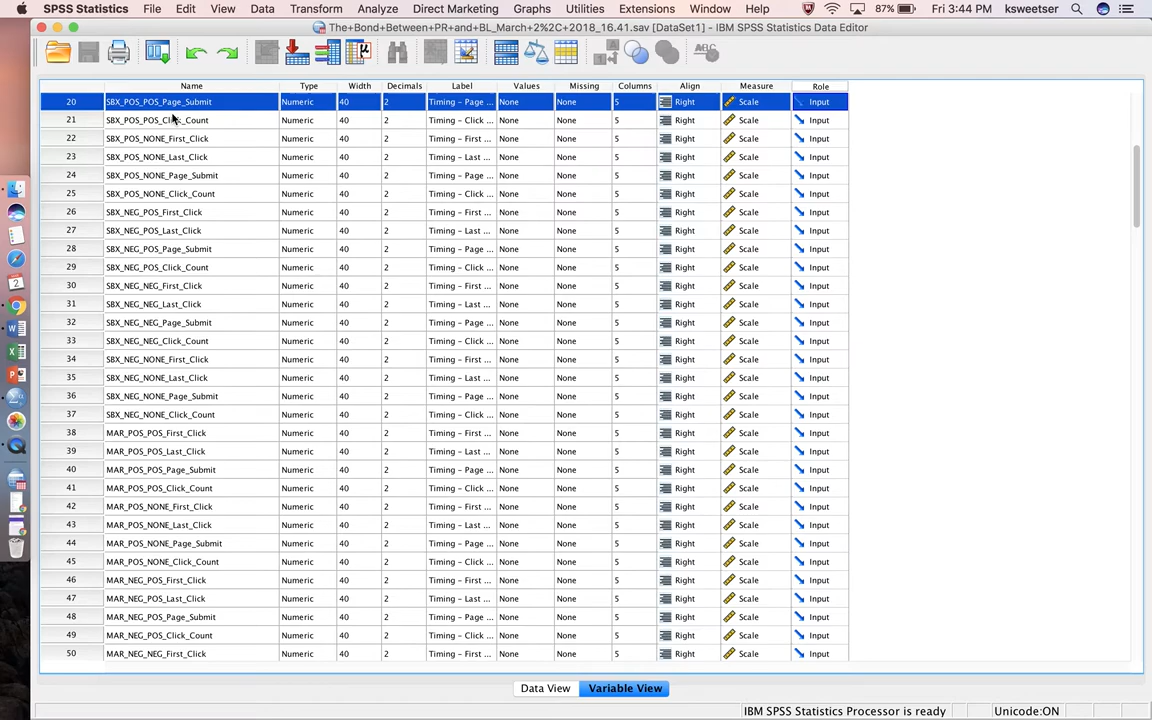 SPSS Statistics File Edit View Data Transform Analyze Direct Marketing Graphs Utilities Extensions Window Help 87% Fri 3:44 PM ksweetser
The+Bond+Between+PR+and+BL_March+2%2C+2018_16.41.sav [DataSet1] - IBM SPSS Statistics Data Editor
Name Type Width Decimals Label Values Missing Columns Align Measure Role
20 SBX_POS_POS_Page_Submit Numeric 40 2 Timing - Page ... None None 5 Right Scale Input
21 SBX_POS_POS_Click_Count Numeric 40 2 Timing - Click ... None None 5 Right Scale Input
22 SBX_POS_NONE_First_Click Numeric 40 2 Timing - First ... None None 5 Right Scale Input
23 SBX_POS_NONE_Last_Click Numeric 40 2 Timing - Last ... None None 5 Right Scale Input
24 SBX_POS_NONE_Page_Submit Numeric 40 2 Timing - Page ... None None 5 Right Scale Input
25 SBX_POS_NONE_Click_Count Numeric 40 2 Timing - Click ... None None 5 Right Scale Input
26 SBX_NEG_POS_First_Click Numeric 40 2 Timing - First ... None None 5 Right Scale Input
27 SBX_NEG_POS_Last_Click Numeric 40 2 Timing - Last ... None None 5 Right Scale Input
28 SBX_NEG_POS_Page_Submit Numeric 40 2 Timing - Page ... None None 5 Right Scale Input
29 SBX_NEG_POS_Click_Count Numeric 40 2 Timing - Click ... None None 5 Right Scale Input
30 SBX_NEG_NEG_First_Click Numeric 40 2 Timing - First ... None None 5 Right Scale Input
31 SBX_NEG_NEG_Last_Click Numeric 40 2 Timing - Last ... None None 5 Right Scale Input
32 SBX_NEG_NEG_Page_Submit Numeric 40 2 Timing - Page ... None None 5 Right Scale Input
33 SBX_NEG_NEG_Click_Count Numeric 40 2 Timing - Click ... None None 5 Right Scale Input
34 SBX_NEG_NONE_First_Click Numeric 40 2 Timing - First ... None None 5 Right Scale Input
35 SBX_NEG_NONE_Last_Click Numeric 40 2 Timing - Last ... None None 5 Right Scale Input
36 SBX_NEG_NONE_Page_Submit Numeric 40 2 Timing - Page ... None None 5 Right Scale Input
37 SBX_NEG_NONE_Click_Count Numeric 40 2 Timing - Click ... None None 5 Right Scale Input
38 MAR_POS_POS_First_Click Numeric 40 2 Timing - First ... None None 5 Right Scale Input
39 MAR_POS_POS_Last_Click Numeric 40 2 Timing - Last ... None None 5 Right Scale Input
40 MAR_POS_POS_Page_Submit Numeric 40 2 Timing - Page ... None None 5 Right Scale Input
41 MAR_POS_POS_Click_Count Numeric 40 2 Timing - Click ... None None 5 Right Scale Input
42 MAR_POS_NONE_First_Click Numeric 40 2 Timing - First ... None None 5 Right Scale Input
43 MAR_POS_NONE_Last_Click Numeric 40 2 Timing - Last ... None None 5 Right Scale Input
44 MAR_POS_NONE_Page_Submit Numeric 40 2 Timing - Page ... None None 5 Right Scale Input
45 MAR_POS_NONE_Click_Count Numeric 40 2 Timing - Click ... None None 5 Right Scale Input
46 MAR_NEG_POS_First_Click Numeric 40 2 Timing - First ... None None 5 Right Scale Input
47 MAR_NEG_POS_Last_Click Numeric 40 2 Timing - Last ... None None 5 Right Scale Input
48 MAR_NEG_POS_Page_Submit Numeric 40 2 Timing - Page ... None None 5 Right Scale Input
49 MAR_NEG_POS_Click_Count Numeric 40 2 Timing - Click ... None None 5 Right Scale Input
50 MAR_NEG_NEG_First_Click Numeric 40 2 Timing - First ... None None 5 Right Scale Input
Data View Variable View
IBM SPSS Statistics Processor is ready Unicode:ON